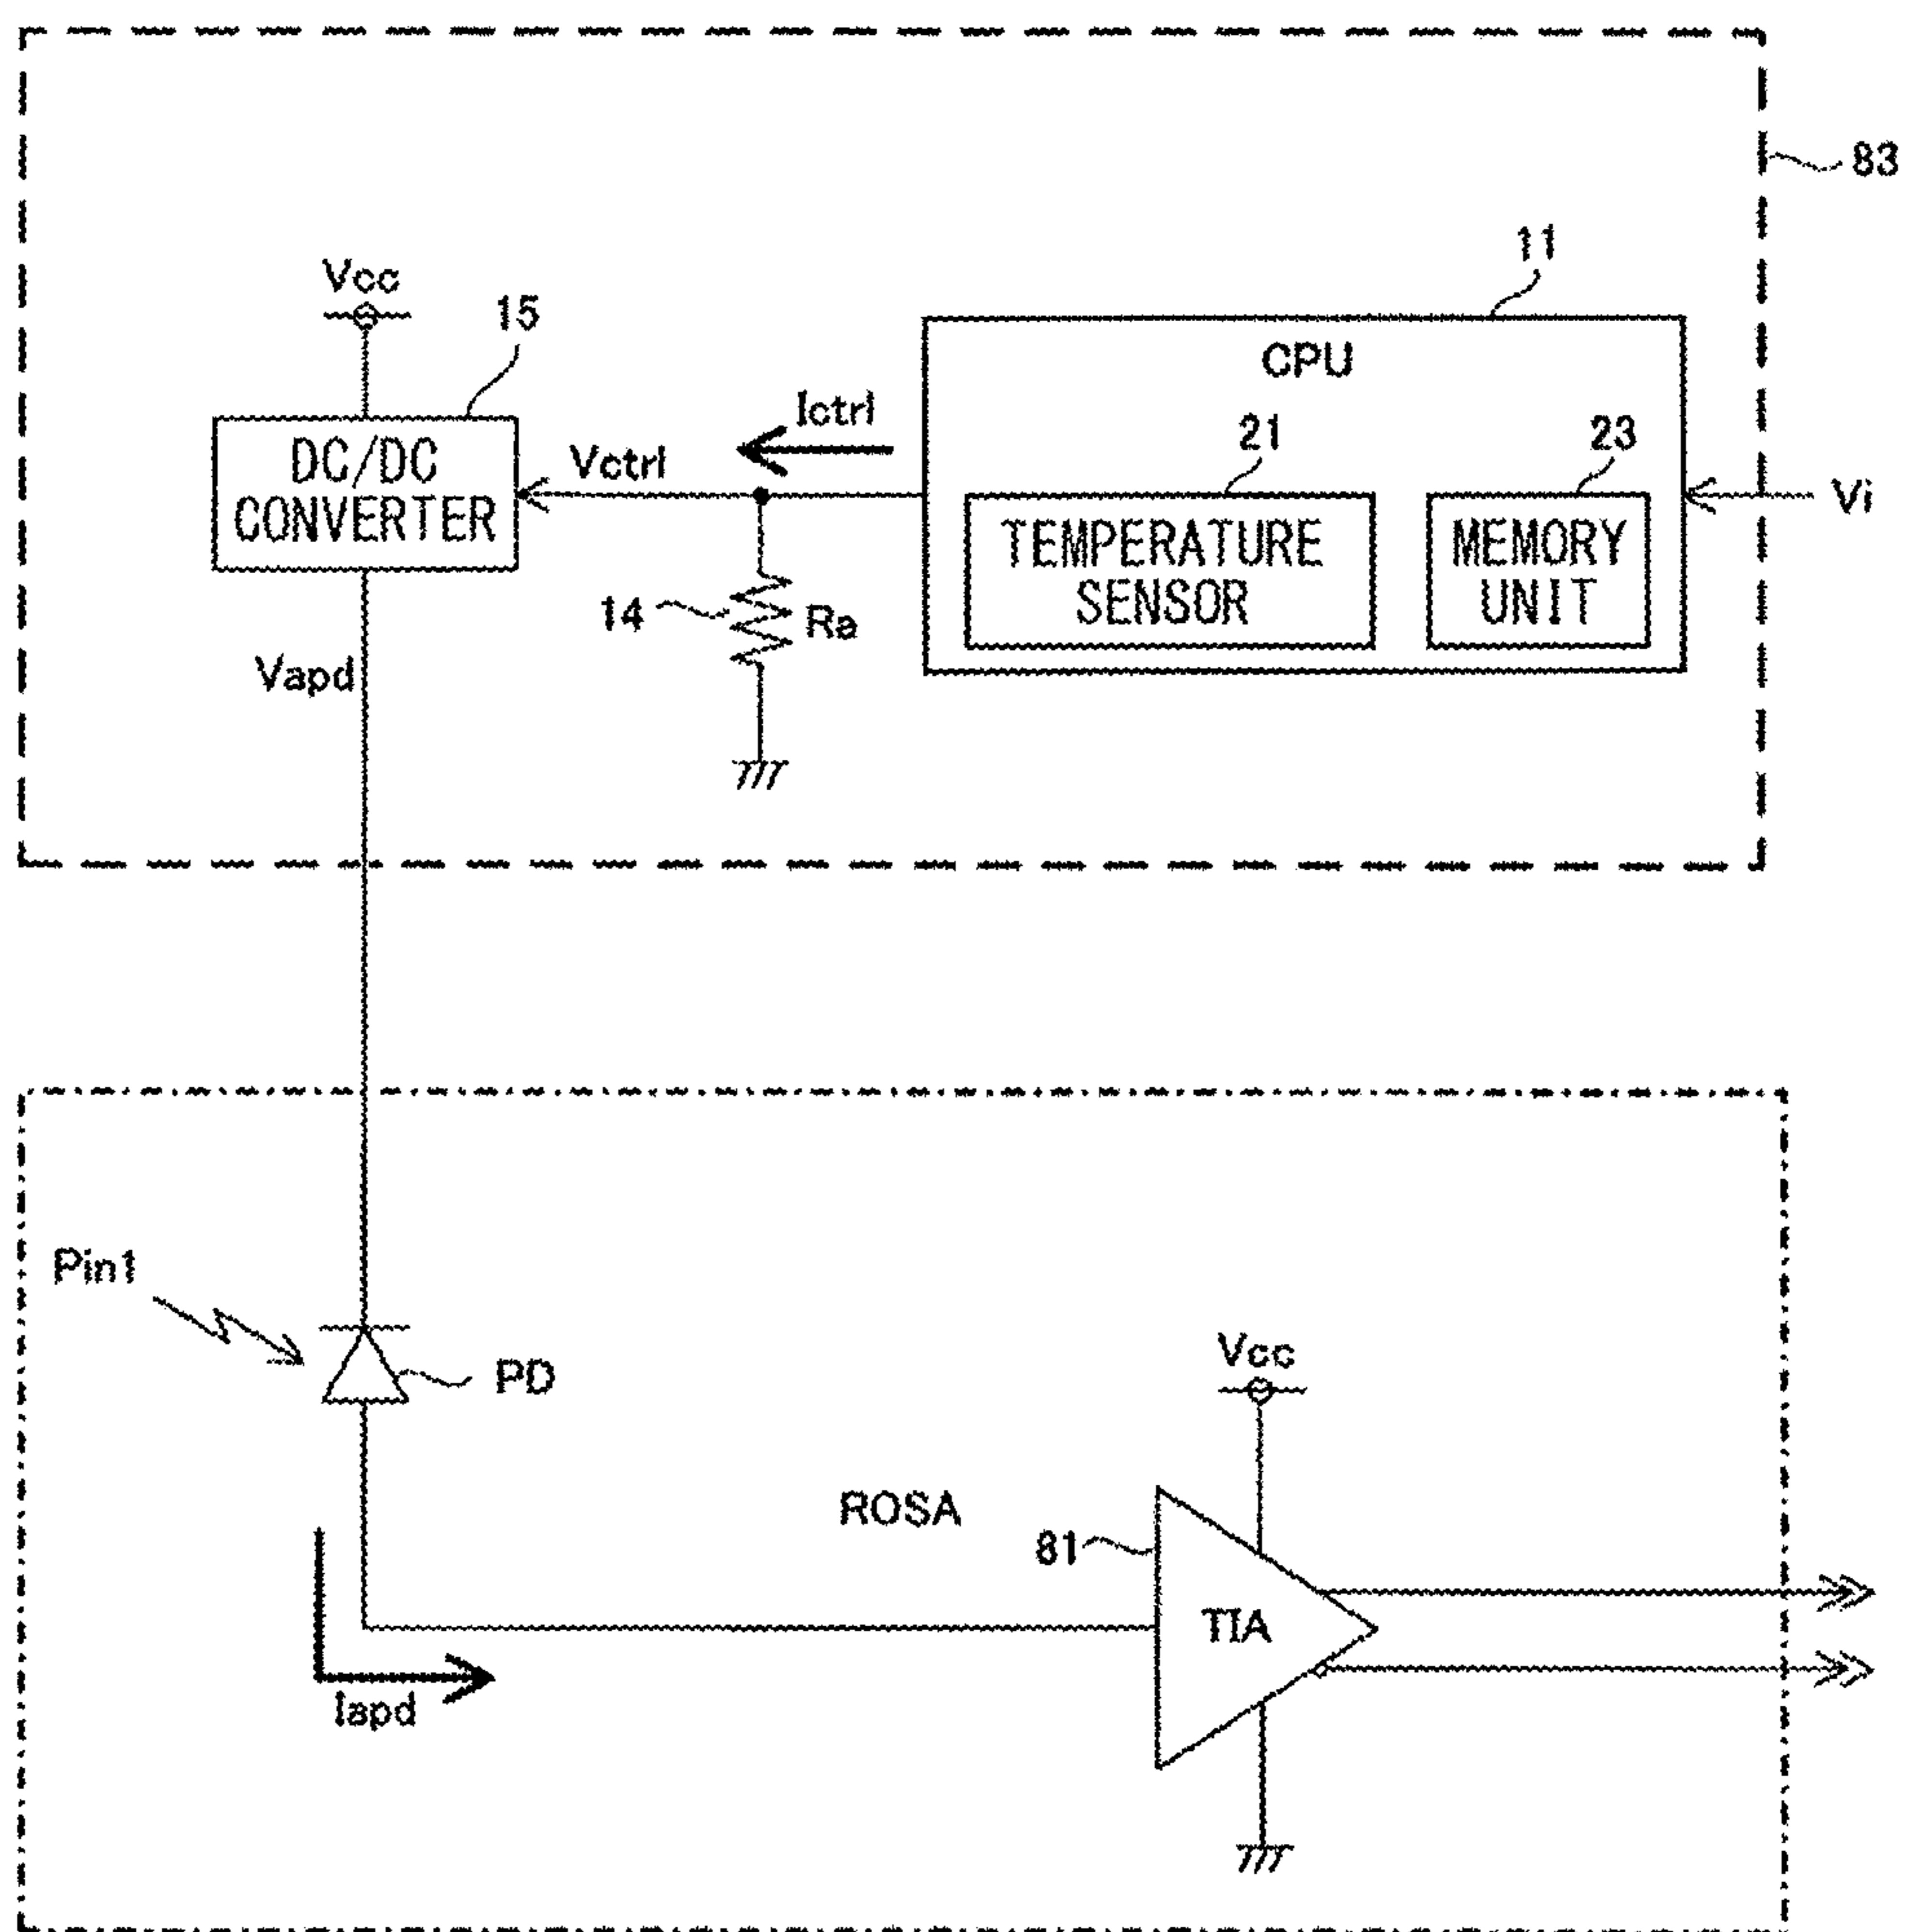 83
11
Vcc
15
CPU
Ictrl
21
23
DC/DC
CONVERTER
Vctrl
Vi
TEMPERATURE
SENSOR
MEMORY
UNIT
14
Ra
Vapd
Pin1
PD
Vcc
ROSA
81
TIA
Iapd